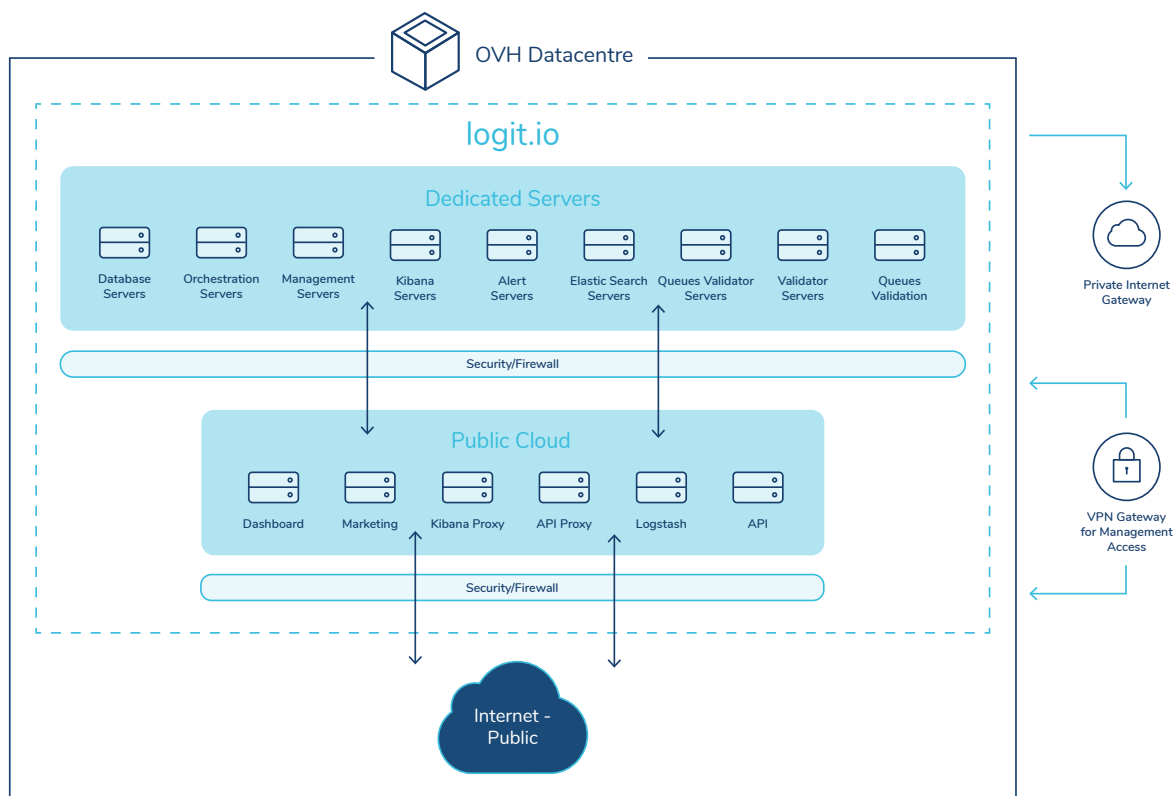 OVH Datacentre
logit.io
Dedicated Servers
Database
Servers
Orchestration
Servers
Management
Servers
Kibana
Servers
Alert
Servers
Elastic Search
Servers
Queues Validator
Servers
Validator
Servers
Queues
Validation
Security/Firewall
Public Cloud
Dashboard
Marketing
Kibana Proxy
API Proxy
Logstash
API
Security/Firewall
Internet -
Public
Private Internet
Gateway
VPN Gateway
for Management
Access